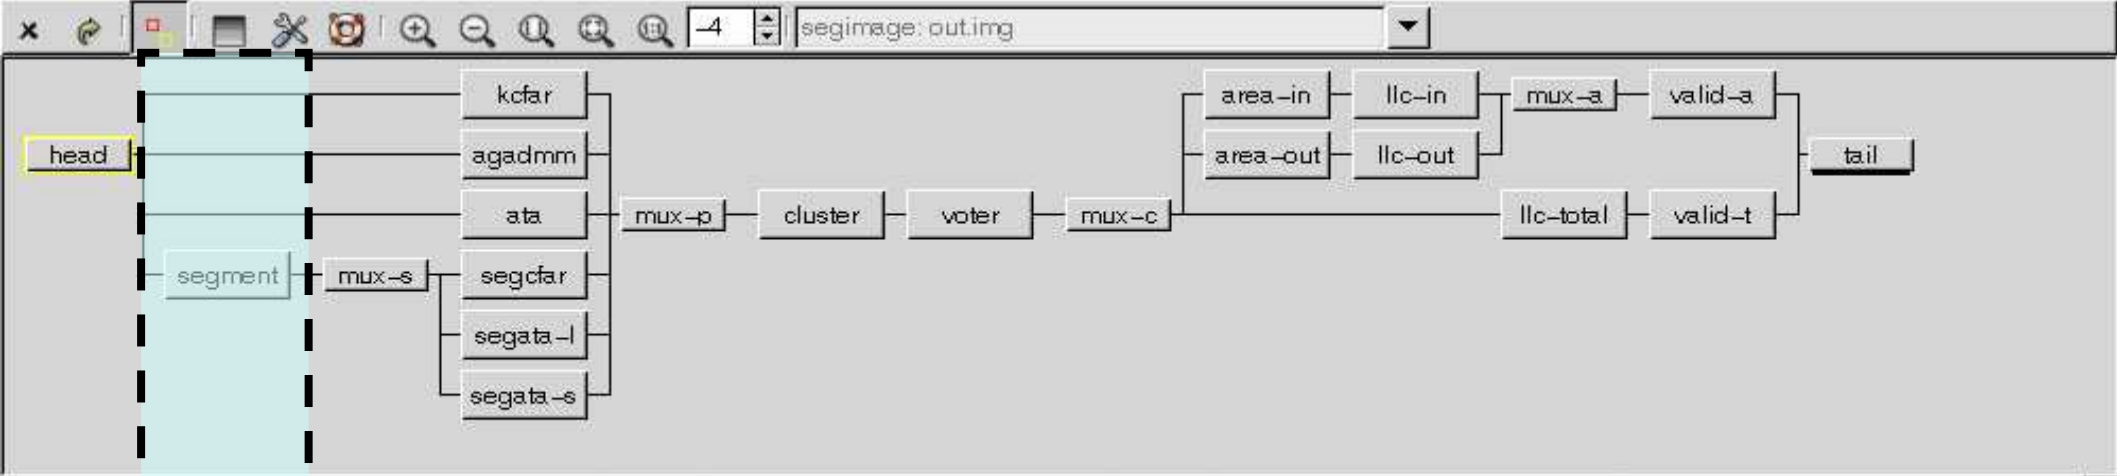 -4 segimage: out.img
kcfar area-in llc-in mux-a valid-a
head agadmm area-out llc-out tail
ata mux-p cluster voter mux-c llc-total valid-t
segment mux-s segcfar
segata-l
segata-s